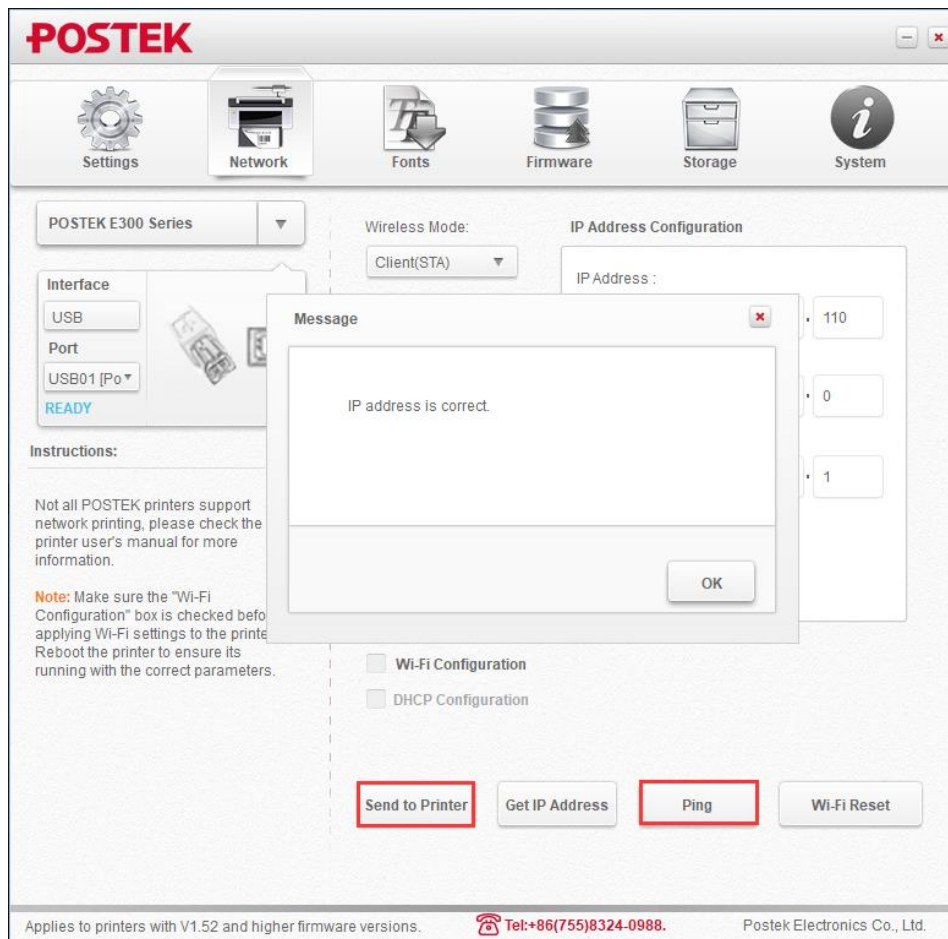 POSTEK
Settings
Network
Fonts
Firmware
Storage
System
POSTEK E300 Series
Interface
USB
Port
USB01 [Po
READY
Instructions:
Not all POSTEK printers support
network printing, please check the
printer user's manual for more
information.
Note: Make sure the "Wi-Fi
Configuration" box is checked befo
applying Wi-Fi settings to the printe
Reboot the printer to ensure its
running with the correct parameters.
Wireless Mode:
Client(STA)
IP Address Configuration
IP Address :
. 110
. 0
. 1
Message
IP address is correct.
OK
Wi-Fi Configuration
DHCP Configuration
Send to Printer
Get IP Address
Ping
Wi-Fi Reset
Applies to printers with V1.52 and higher firmware versions.
Tel:+86(755)8324-0988.
Postek Electronics Co., Ltd.